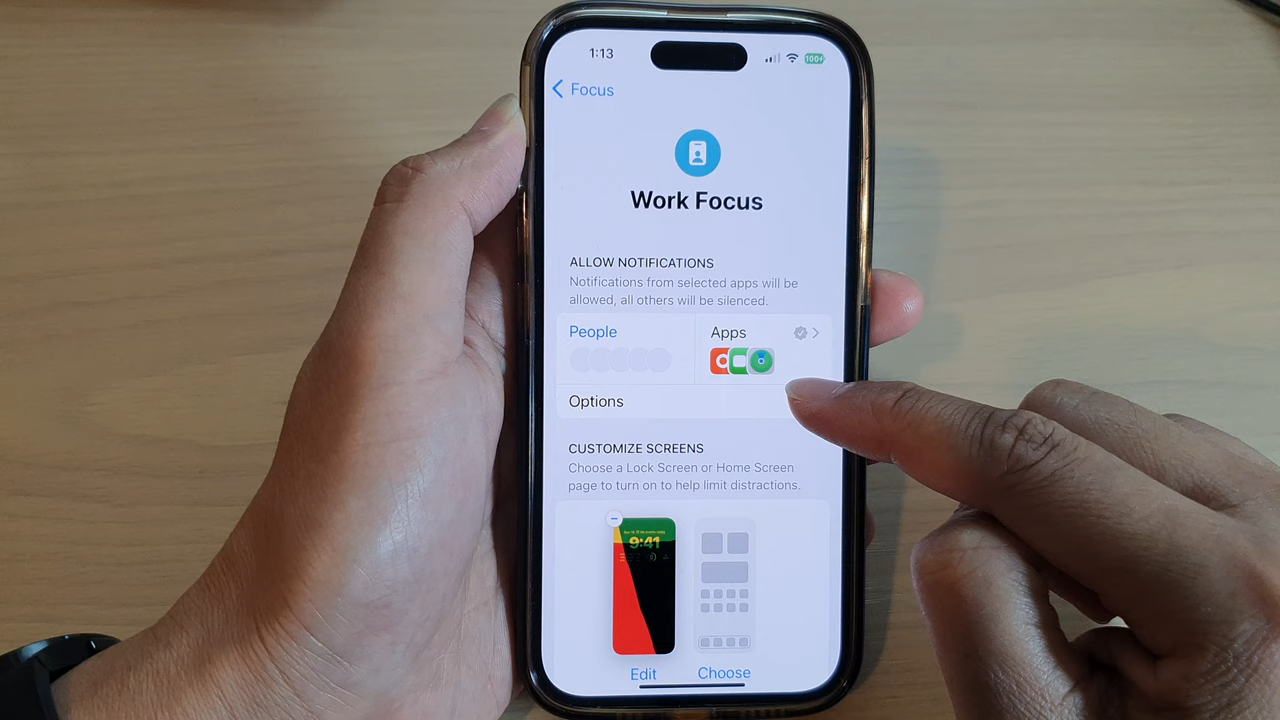 1:13
100
Focus
Work Focus
ALLOW NOTIFICATIONS
Notifications from selected apps will be
allowed, all others will be silenced.
People
Apps
Options
CUSTOMIZE SCREENS
Choose a Lock Screen or Home Screen
page to turn on to help limit distractions.
9:41
Edit
Choose